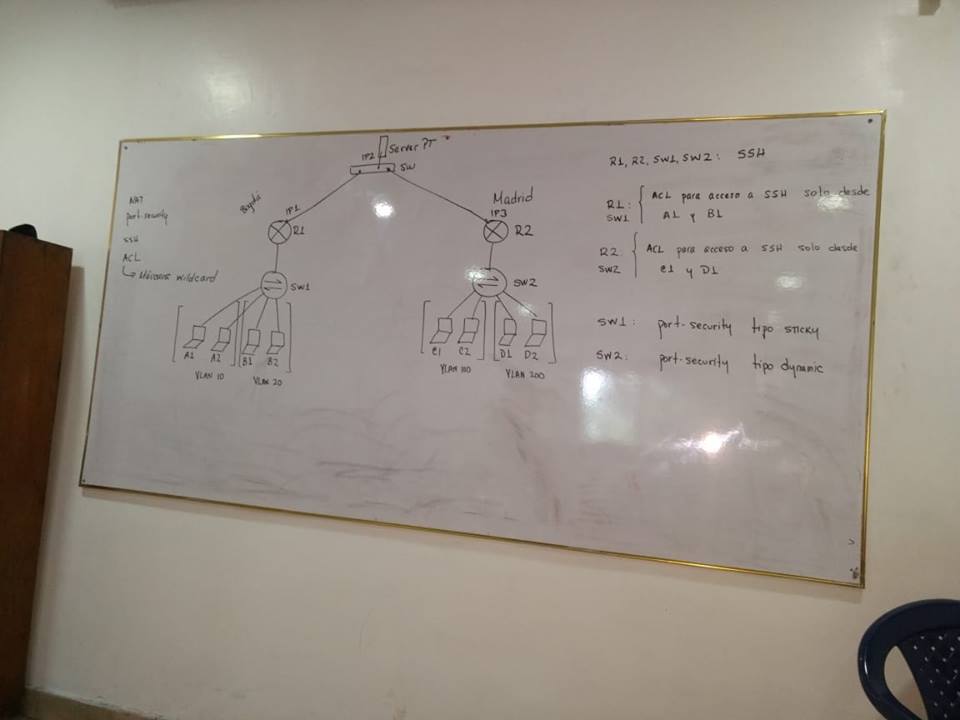 NAT
port-security
SSH
ACL
Máscara wildcard
Server PT
IP2
SW
Bogotá
IP1
R1
SW1
A1 A2 B1 B2
VLAN 10 VLAN 20
Madrid
IP3
R2
SW2
C1 C2 D1 D2
VLAN 100 VLAN 200
R1, R2, SW1, SW2: SSH
R1: ACL para acceso a SSH solo desde
SW1 A1 y B1
R2: ACL para acceso a SSH solo desde
SW2 C1 y D1
SW1: port-security tipo sticky
SW2: port-security tipo dynamic